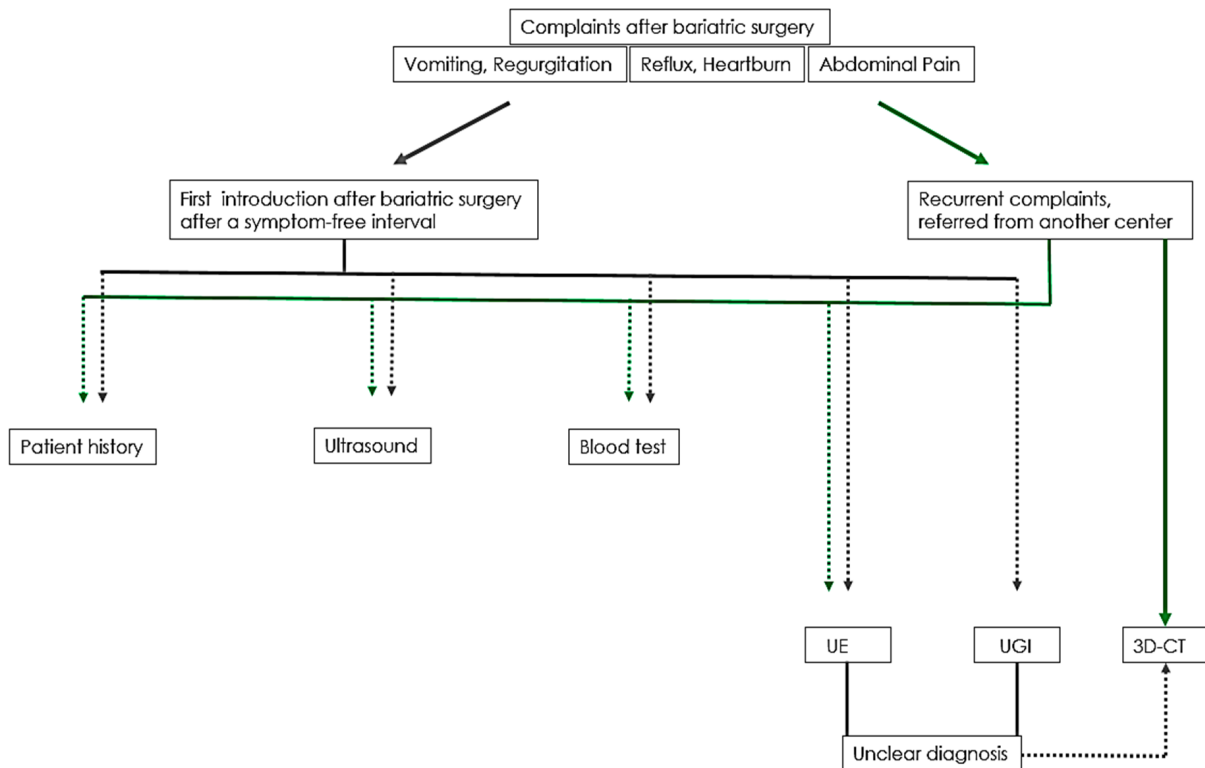 Complaints after bariatric surgery
Vomiting, Regurgitation
Reflux, Heartburn
Abdominal Pain
First introduction after bariatric surgery
after a symptom-free interval
Recurrent complaints,
referred from another center
Patient history
Ultrasound
Blood test
UE
UGI
3D-CT
Unclear diagnosis